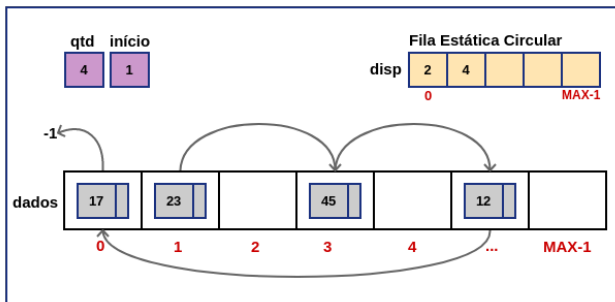 qtd início
4 1
Fila Estática Circular
disp 2 4
0 MAX-1
-1
dados 17 23 45 12
0 1 2 3 4 ... MAX-1